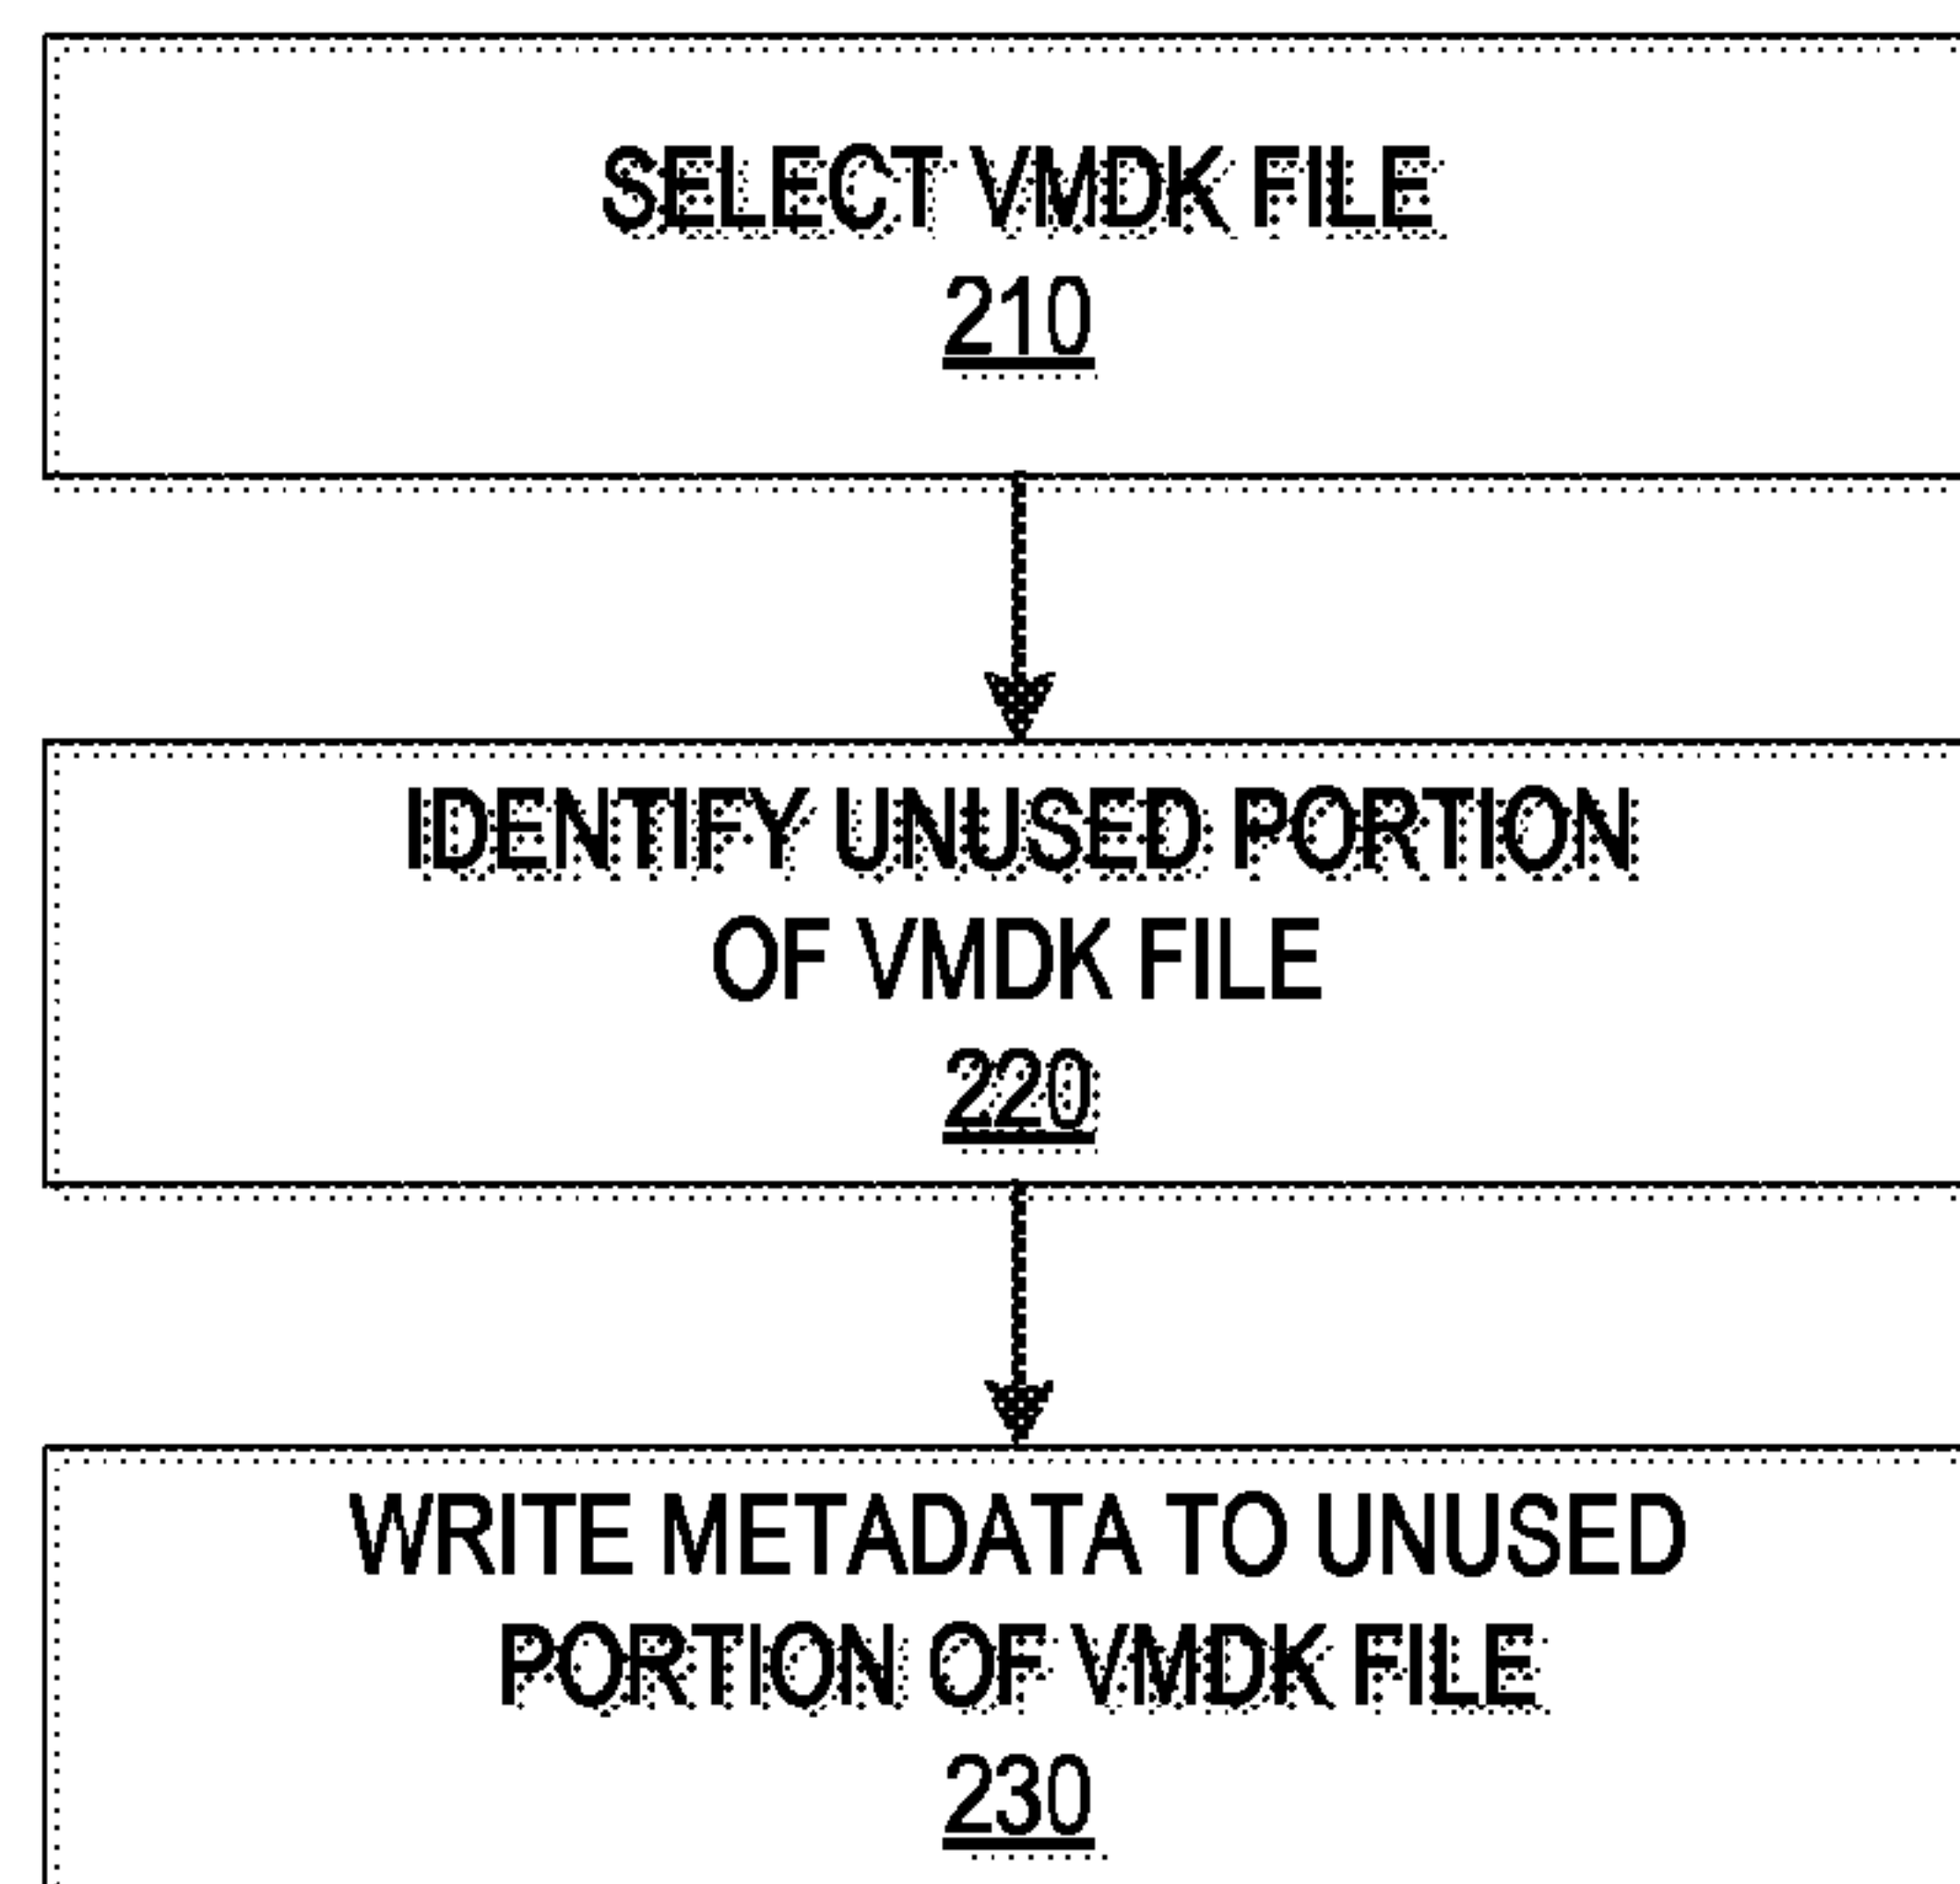 SELECT VMDK FILE
210
IDENTIFY UNUSED PORTION
OF VMDK FILE
220
WRITE METADATA TO UNUSED
PORTION OF VMDK FILE
230